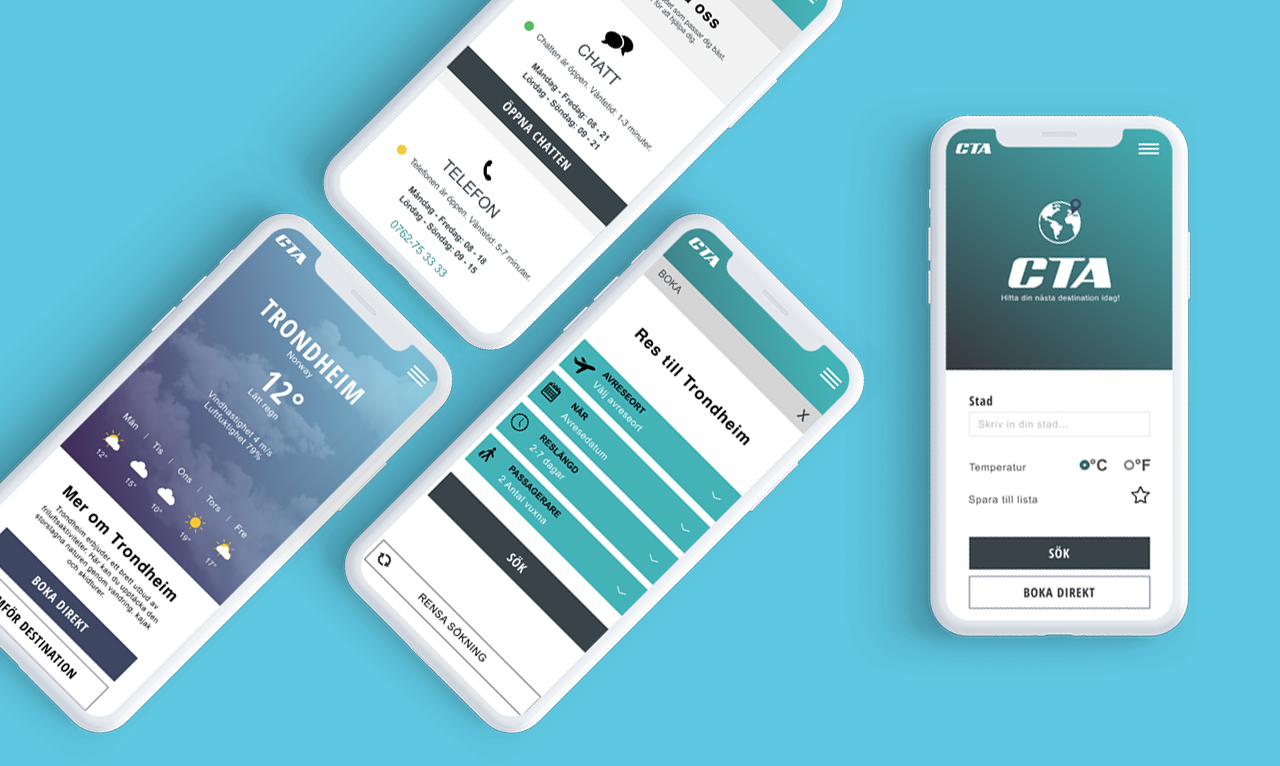 oss
som passar dig bäst.
för att hjälpa dig.
CHATT
Chatten är öppen. Väntetid: 1-3 minuter.
Måndag - Fredag: 08 - 21
Lördag - Söndag: 09 - 21
ÖPPNA CHATTEN
TELEFON
Telefonen är öppen. Väntetid: 5-7 minuter.
Måndag - Fredag: 08 - 18
Lördag - Söndag: 09 - 15
0762-75 33 33
CTA
TRONDHEIM
Norway
12°
Lätt regn
Vindhastighet 4 m/s
Luftfuktighet 79%
Mån | Tis | Ons | Tors | Fre
12° 15° 10° 19° 17°
Mer om Trondheim
Trondheim erbjuder ett brett utbud av
friluftsaktiviteter. Här kan du upptäcka den
storslagna naturen genom vandring, kajak
och skidturer.
BOKA DIREKT
MFÖR DESTINATION
CTA
BOKA
X
Res till Trondheim
AVRESEORT
Välj avreseort
NÄR
Avresedatum
RESLÄNGD
2-7 dagar
PASSAGERARE
2 Antal vuxna
SÖK
RENSA SÖKNING
CTA
CTA
Hitta din nästa destination idag!
Stad
Skriv in din stad...
Temperatur °C °F
Spara till lista
SÖK
BOKA DIREKT